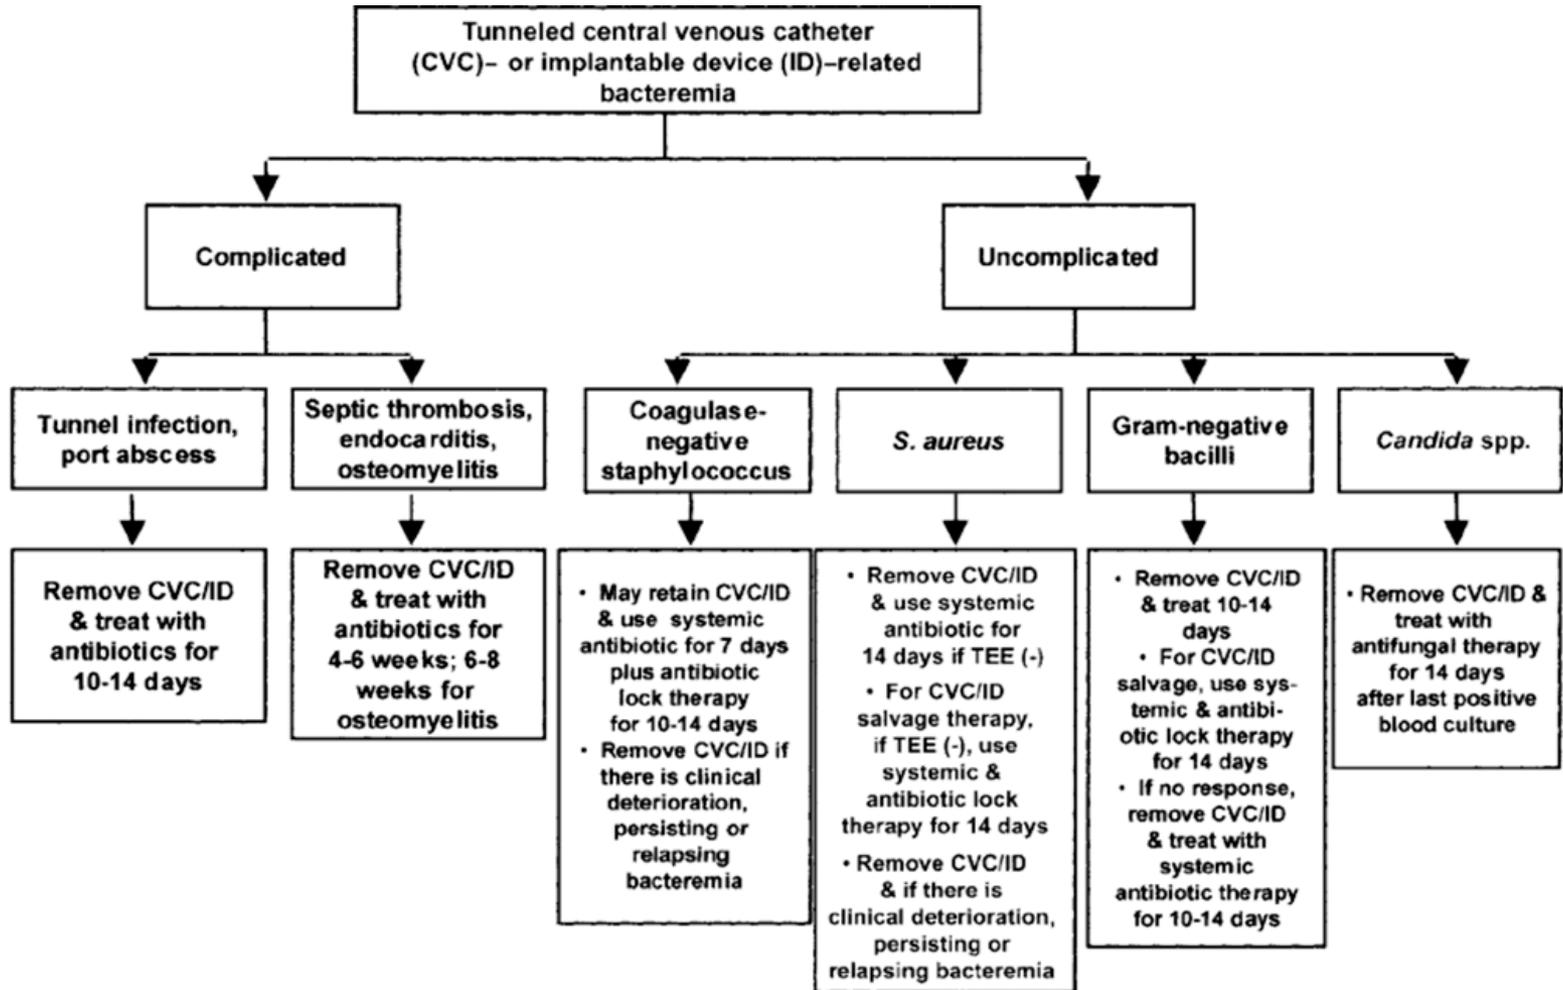 Tunneled central venous catheter
(CVC)– or implantable device (ID)–related
bacteremia
Complicated
Uncomplicated
Tunnel infection,
port abscess
Septic thrombosis,
endocarditis,
osteomyelitis
Coagulase-
negative
staphylococcus
S. aureus
Gram-negative
bacilli
Candida spp.
Remove CVC/ID
& treat with
antibiotics for
10-14 days
Remove CVC/ID
& treat with
antibiotics for
4-6 weeks; 6-8
weeks for
osteomyelitis
• May retain CVC/ID
& use systemic
antibiotic for 7 days
plus antibiotic
lock therapy
for 10-14 days
• Remove CVC/ID if
there is clinical
deterioration,
persisting or
relapsing
bacteremia
• Remove CVC/ID
& use systemic
antibiotic for
14 days if TEE (-)
• For CVC/ID
salvage therapy,
if TEE (-), use
systemic &
antibiotic lock
therapy for 14 days
• Remove CVC/ID
& if there is
clinical deterioration,
persisting or
relapsing bacteremia
• Remove CVC/ID
& treat 10-14
days
• For CVC/ID
salvage, use sys-
temic & antibi-
otic lock therapy
for 14 days
• If no response,
remove CVC/ID
& treat with
systemic
antibiotic therapy
for 10-14 days
• Remove CVC/ID &
treat with
antifungal therapy
for 14 days
after last positive
blood culture